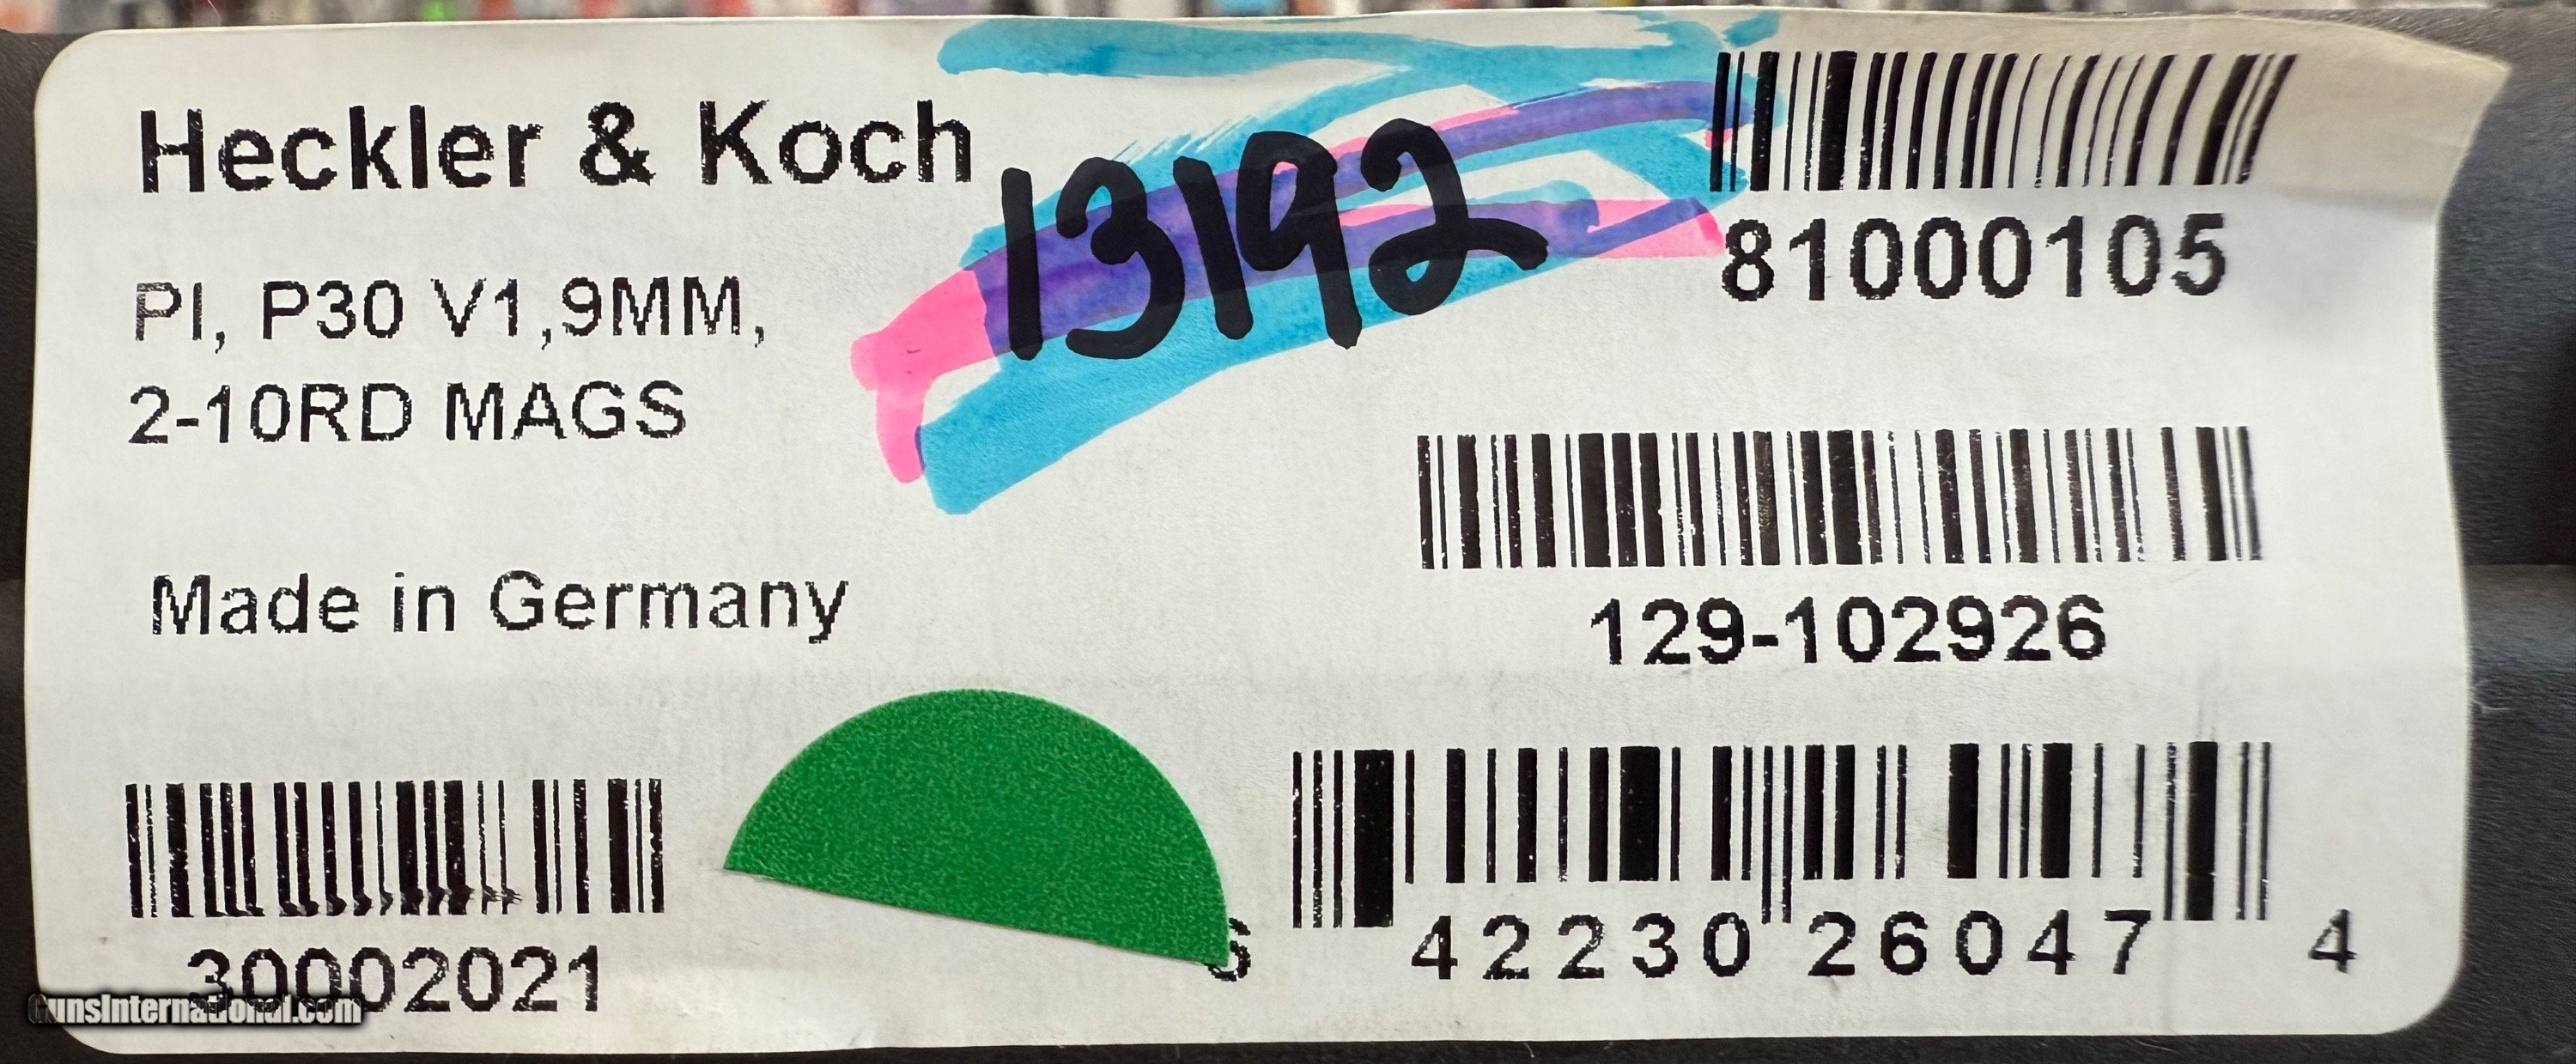 Heckler & Koch
13192
81000105
PI, P30 V1,9MM,
2-10RD MAGS
129-102926
Made in Germany
30002021
6 42230 26047 4
GunsInternational.com